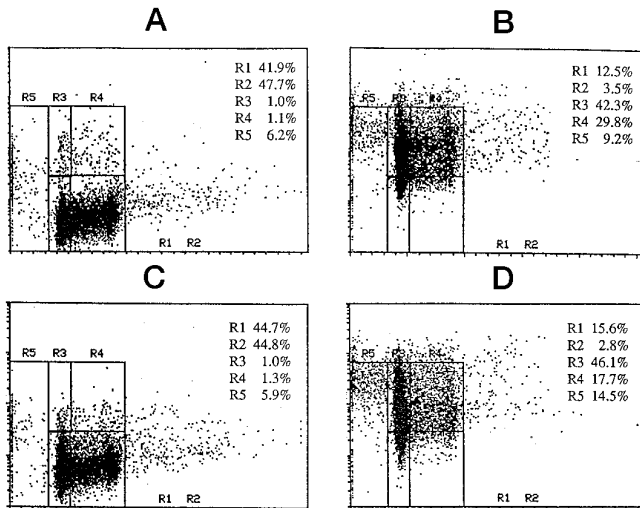 A
R5 R3 R4
R1 41.9%
R2 47.7%
R3 1.0%
R4 1.1%
R5 6.2%
R1 R2
B
R5
R1 12.5%
R2 3.5%
R3 42.3%
R4 29.8%
R5 9.2%
R1 R2
C
R5 R3 R4
R1 44.7%
R2 44.8%
R3 1.0%
R4 1.3%
R5 5.9%
R1 R2
D
R5 R4
R1 15.6%
R2 2.8%
R3 46.1%
R4 17.7%
R5 14.5%
R1 R2